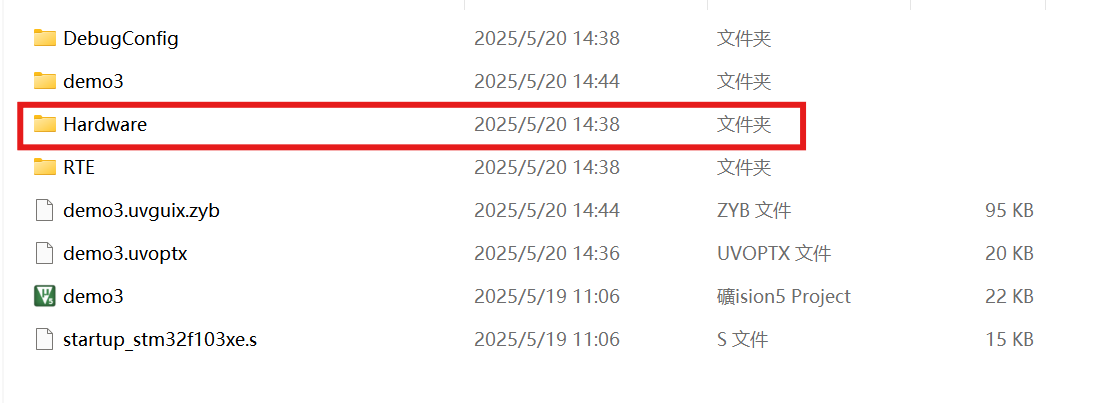 DebugConfig 2025/5/20 14:38 文件夹
demo3 2025/5/20 14:44 文件夹
Hardware 2025/5/20 14:38 文件夹
RTE 2025/5/20 14:38 文件夹
demo3.uvguix.zyb 2025/5/20 14:44 ZYB 文件 95 KB
demo3.uvoptx 2025/5/20 14:36 UVOPTX 文件 20 KB
demo3 2025/5/19 11:06 礦ision5 Project 22 KB
startup_stm32f103xe.s 2025/5/19 11:06 S 文件 15 KB